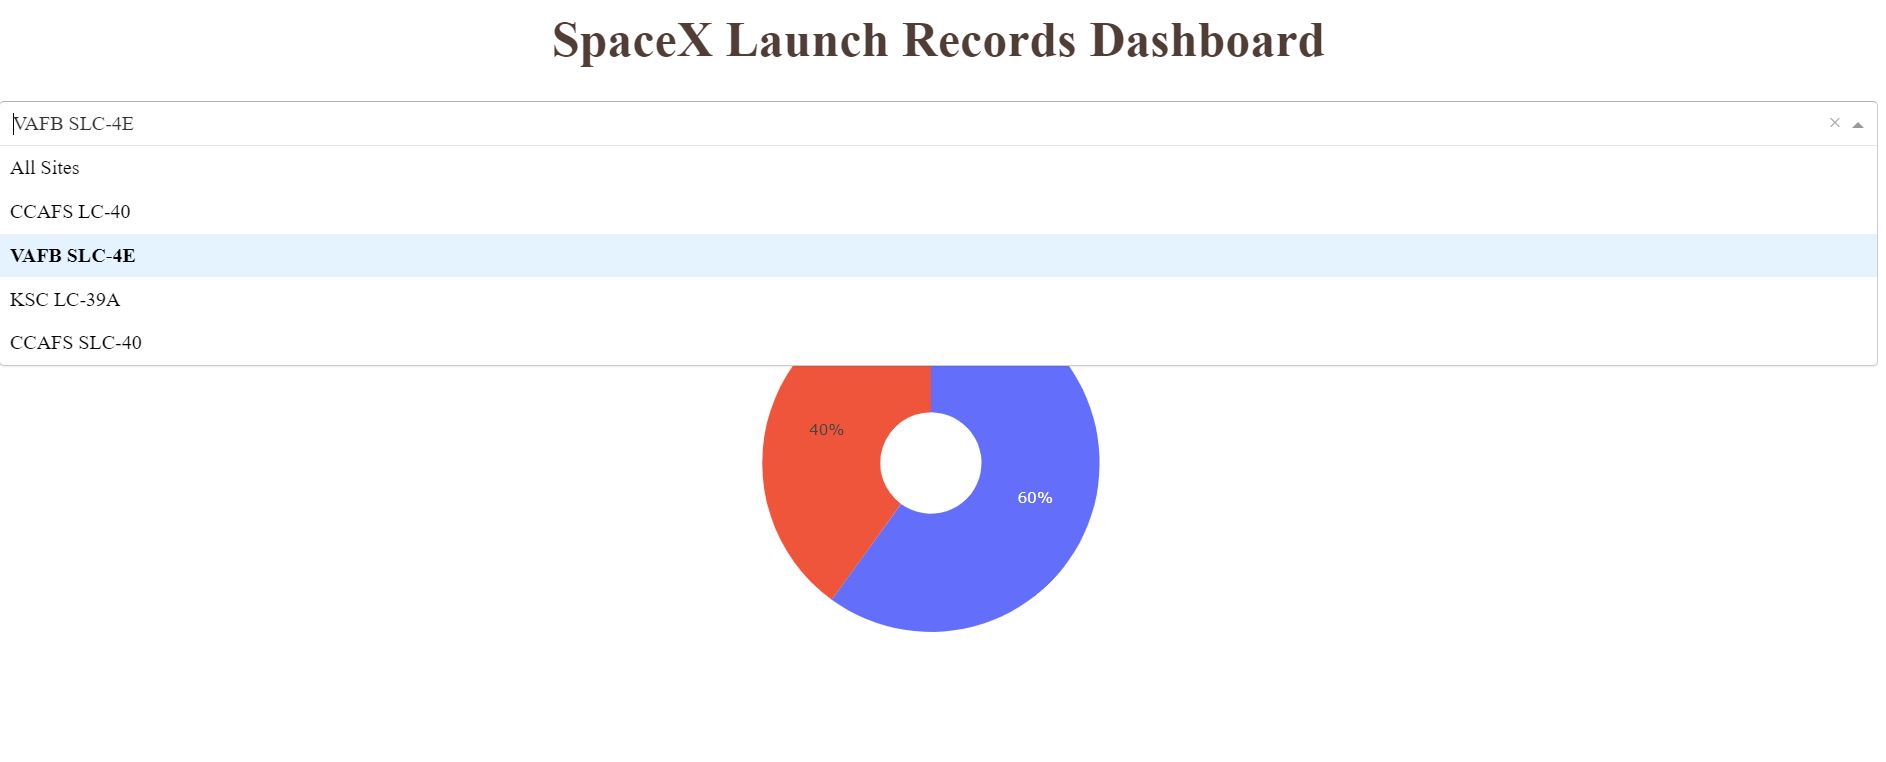 SpaceX Launch Records Dashboard
VAFB SLC-4E ×
All Sites
CCAFS LC-40
VAFB SLC-4E
KSC LC-39A
CCAFS SLC-40
40%
60%